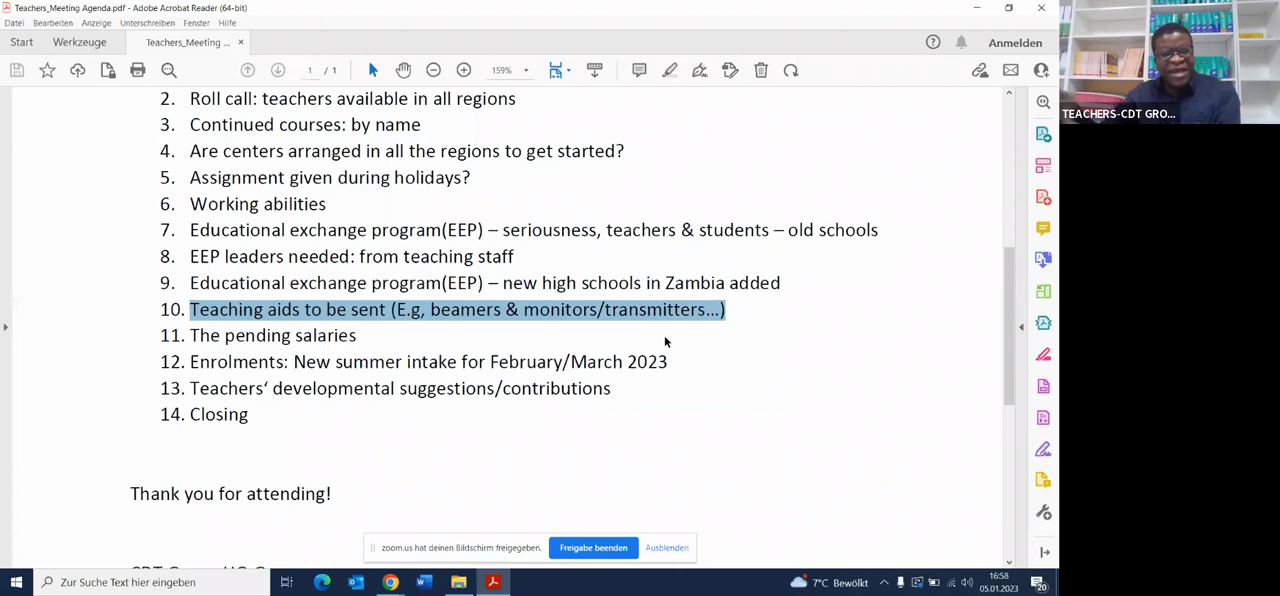 Teachers_Meeting Agenda.pdf - Adobe Acrobat Reader (64-bit)
Datei Bearbeiten Anzeige Unterschreiben Fenster Hilfe
Start Werkzeuge Teachers_Meeting ... × Anmelden
1 / 1 159%
TEACHERS-CDT GRO...
2. Roll call: teachers available in all regions
3. Continued courses: by name
4. Are centers arranged in all the regions to get started?
5. Assignment given during holidays?
6. Working abilities
7. Educational exchange program(EEP) – seriousness, teachers & students – old schools
8. EEP leaders needed: from teaching staff
9. Educational exchange program(EEP) – new high schools in Zambia added
10. Teaching aids to be sent (E.g, beamers & monitors/transmitters...)
11. The pending salaries
12. Enrolments: New summer intake for February/March 2023
13. Teachers‘ developmental suggestions/contributions
14. Closing
Thank you for attending!
zoom.us hat deinen Bildschirm freigegeben. Freigabe beenden Ausblenden
Zur Suche Text hier eingeben
7°C Bewölkt
16:58
05.01.2023
20